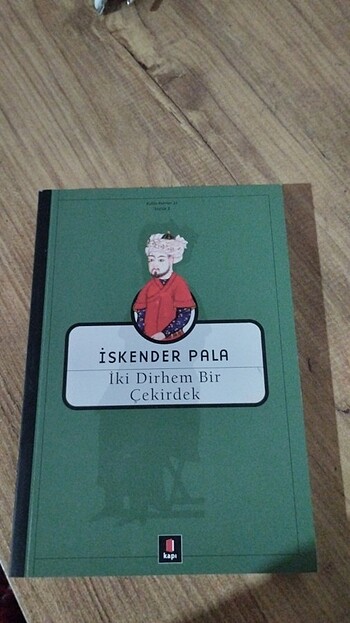 İSKENDER PALA
İki Dirhem Bir
Çekirdek
kapı